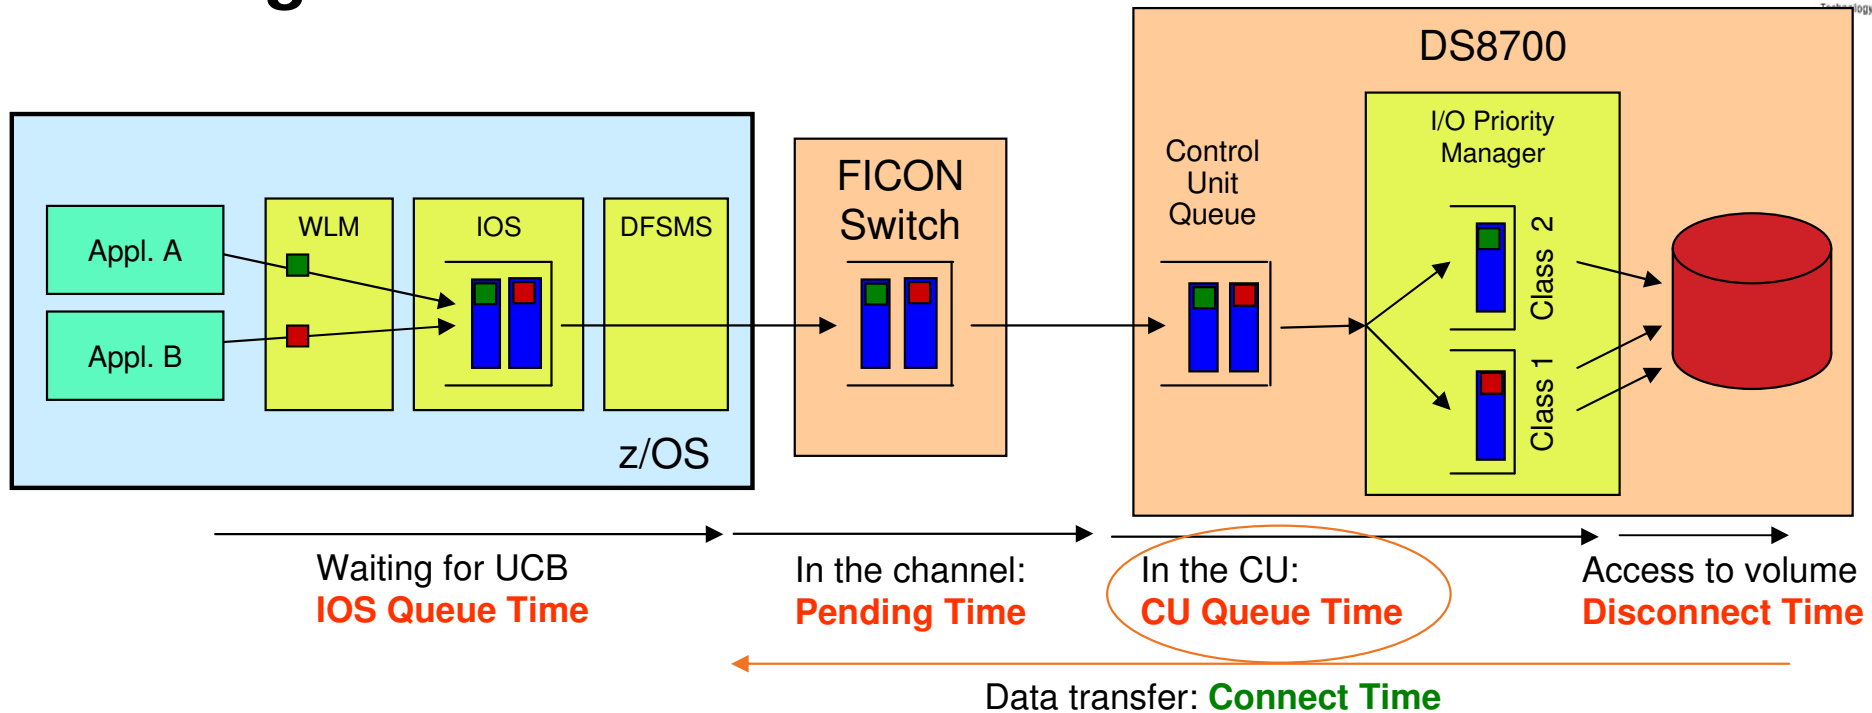 Technology
DS8700
I/O Priority
Manager
Control
Unit
Queue
FICON
Switch
WLM
IOS
DFSMS
Appl. A
Appl. B
Class 2
Class 1
z/OS
Waiting for UCB
IOS Queue Time
In the channel:
Pending Time
In the CU:
CU Queue Time
Access to volume
Disconnect Time
Data transfer: Connect Time